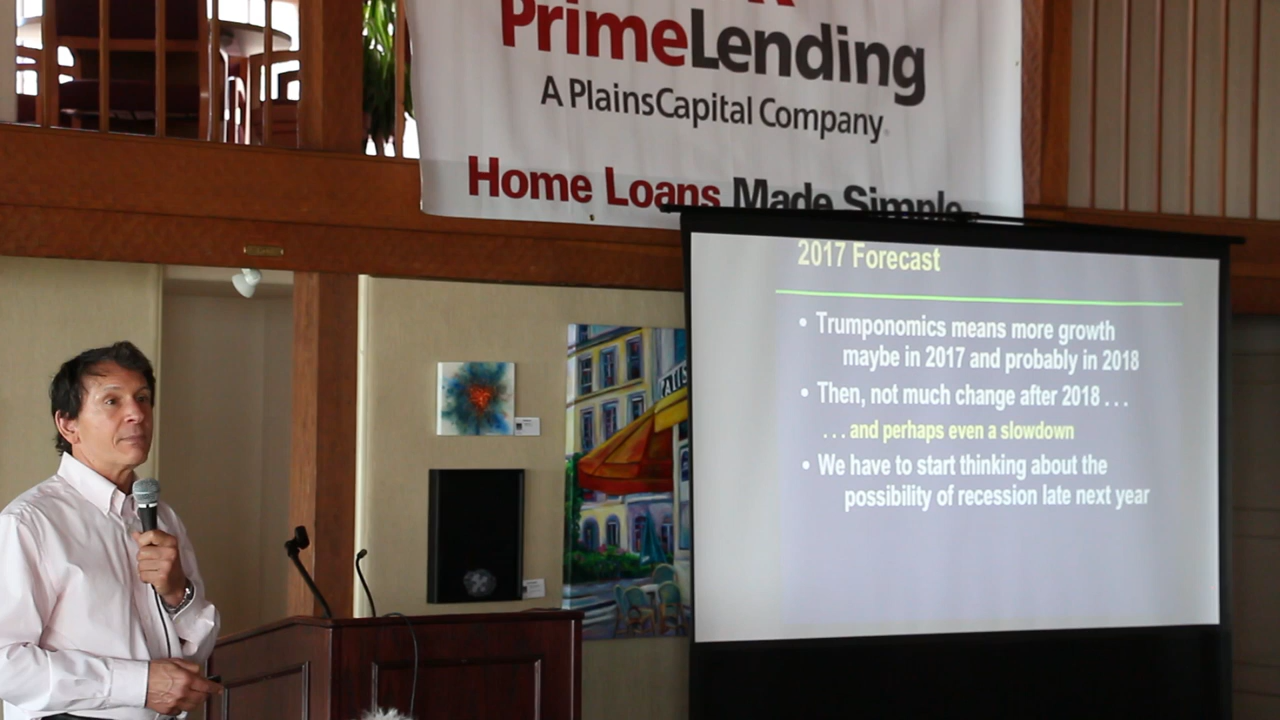 PrimeLending
A PlainsCapital Company
Home Loans Made Simple
2017 Forecast
• Trumponomics means more growth
maybe in 2017 and probably in 2018
• Then, not much change after 2018 . . .
. . . and perhaps even a slowdown
• We have to start thinking about the
possibility of recession late next year